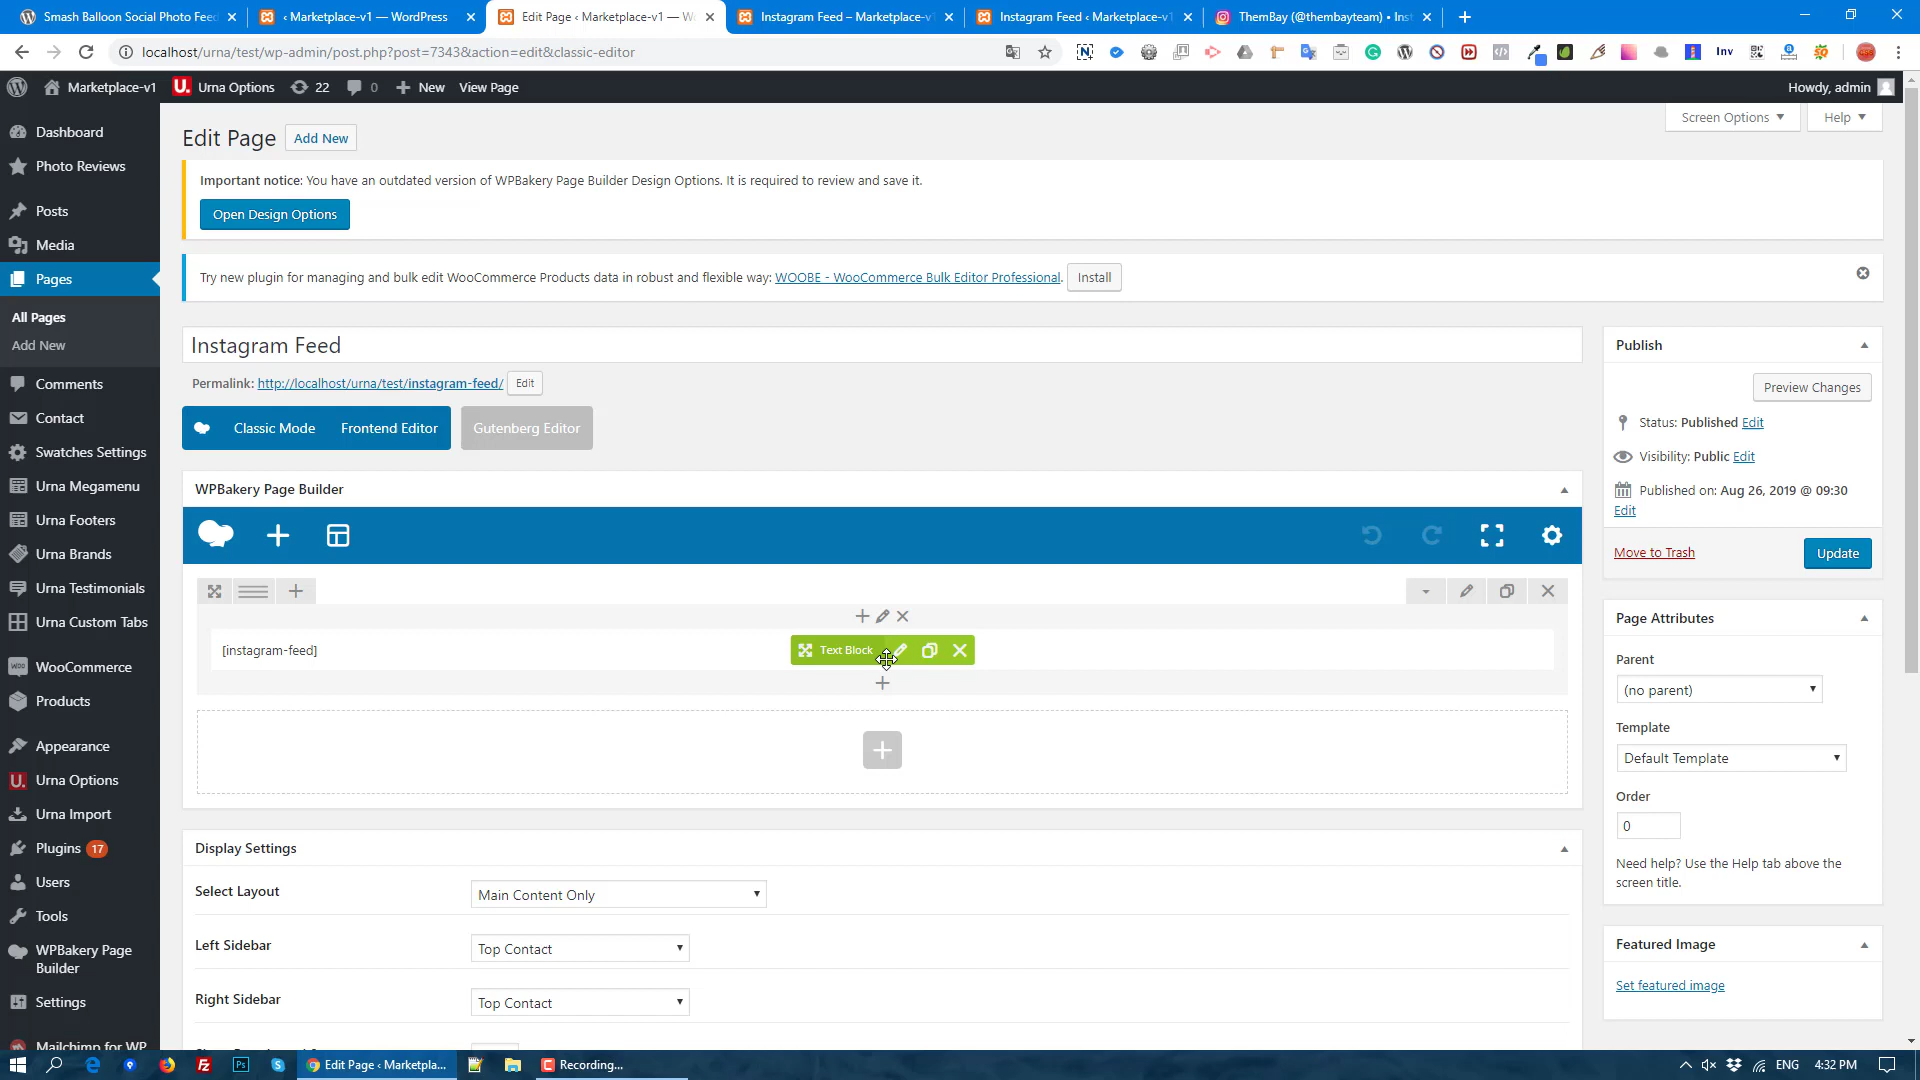 Smash Balloon Social Photo Feed
‹ Marketplace-v1 — WordPress
Edit Page ‹ Marketplace-v1 — Wo
Instagram Feed – Marketplace-v1
Instagram Feed ‹ Marketplace-v1
ThemBay (@thembayteam) • Inst
localhost/urna/test/wp-admin/post.php?post=7343&action=edit&classic-editor
Inv
Marketplace-v1
Urna Options
22
0
New
View Page
Howdy, admin
Dashboard
Photo Reviews
Posts
Media
Pages
All Pages
Add New
Comments
Contact
Swatches Settings
Urna Megamenu
Urna Footers
Urna Brands
Urna Testimonials
Urna Custom Tabs
WooCommerce
Products
Appearance
Urna Options
Urna Import
Plugins 17
Users
Tools
WPBakery Page
Builder
Settings
Mailchimp for WP
Edit Page
Add New
Screen Options
Help
Important notice: You have an outdated version of WPBakery Page Builder Design Options. It is required to review and save it.
Open Design Options
Try new plugin for managing and bulk edit WooCommerce Products data in robust and flexible way: WOOBE - WooCommerce Bulk Editor Professional.
Install
Instagram Feed
Permalink: http://localhost/urna/test/instagram-feed/
Edit
Classic Mode
Frontend Editor
Gutenberg Editor
WPBakery Page Builder
[instagram-feed]
Text Block
Display Settings
Select Layout
Main Content Only
Left Sidebar
Top Contact
Right Sidebar
Top Contact
Publish
Preview Changes
Status: Published Edit
Visibility: Public Edit
Published on: Aug 26, 2019 @ 09:30
Edit
Move to Trash
Update
Page Attributes
Parent
(no parent)
Template
Default Template
Order
0
Need help? Use the Help tab above the
screen title.
Featured Image
Set featured image
Edit Page ‹ Marketpla...
Recording...
ENG
4:32 PM